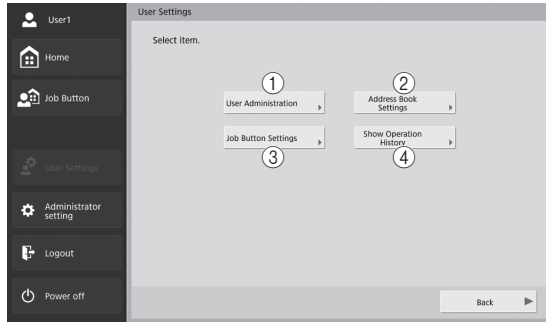 User1
Home
Job Button
User Settings
Administrator
setting
Logout
Power off
User Settings
Select item.
1
User Administration
2
Address Book
Settings
Job Button Settings
3
Show Operation
History
4
Back